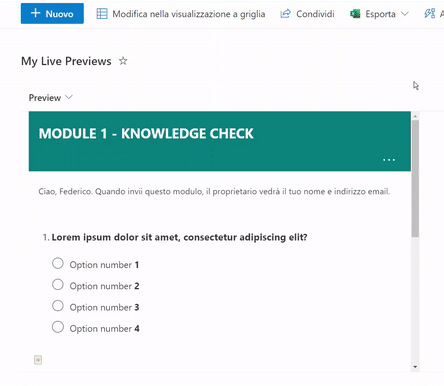 + Nuovo Modifica nella visualizzazione a griglia Condividi Esporta
My Live Previews
Preview
MODULE 1 - KNOWLEDGE CHECK
...
Ciao, Federico. Quando invii questo modulo, il proprietario vedrà il tuo nome e indirizzo email.
1. Lorem ipsum dolor sit amet, consectetur adipiscing elit?
Option number 1
Option number 2
Option number 3
Option number 4